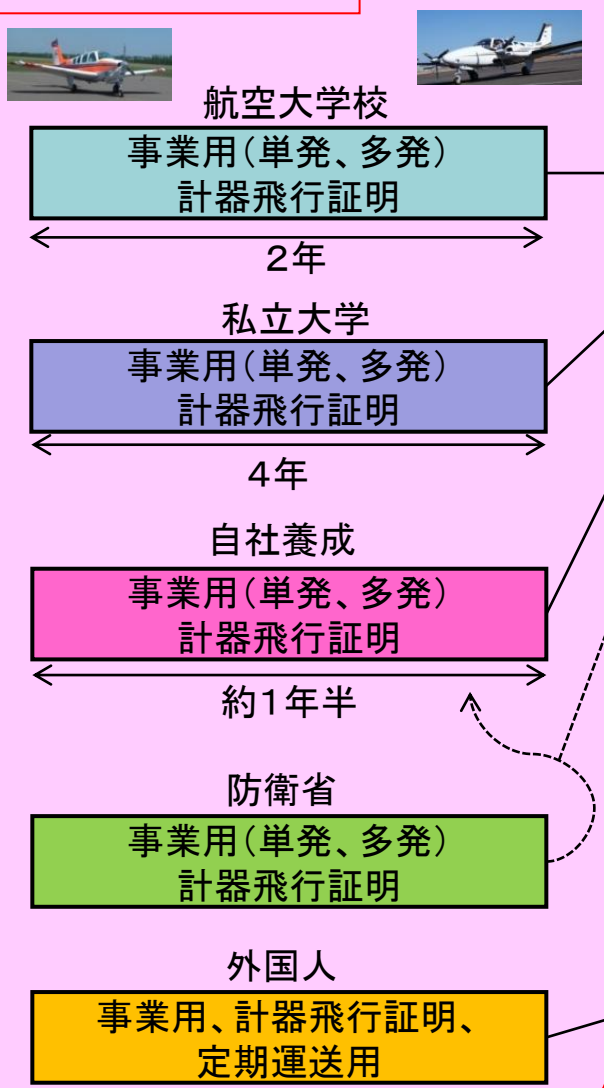 航空大学校
事業用(単発、多発)
計器飛行証明
2年
私立大学
事業用(単発、多発)
計器飛行証明
4年
自社養成
事業用(単発、多発)
計器飛行証明
約1年半
防衛省
事業用(単発、多発)
計器飛行証明
外国人
事業用、計器飛行証明、
定期運送用